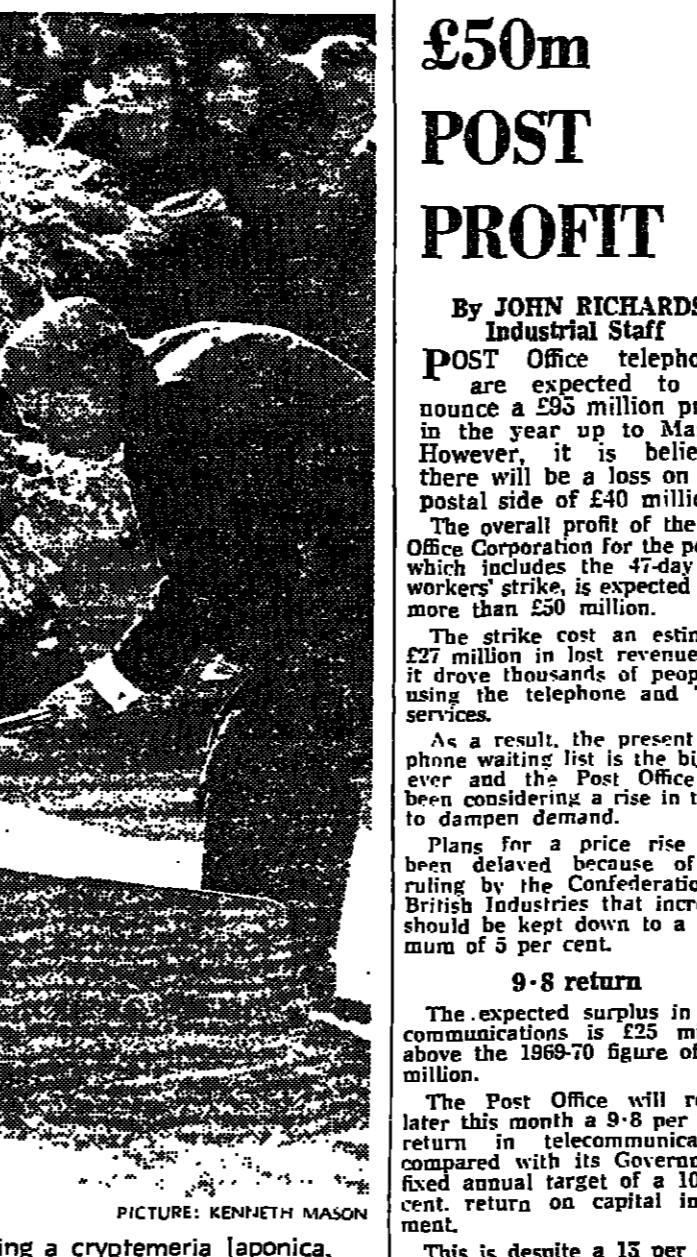 £50m
POST
PROFIT
By JOHN RICHARDS
Industrial Staff
POST Office telepho
are expected to
nounce a £95 million pr
in the year up to Ma
However, it is belie
there will be a loss on
postal side of £40 milli
The overall profit of the
Office Corporation for the pe
which includes the 47-day
workers' strike, is expected
more than £50 million.
The strike cost an estin
£27 million in lost revenue
it drove thousands of peop
using the telephone and
services.
As a result, the present
phone waiting list is the bi
ever and the Post Office
been considering a rise in t
to dampen demand.
Plans for a price rise
been delayed because of
ruling by the Confederatio
British Industries that incre
should be kept down to a
mum of 5 per cent.
9·8 return
The expected surplus in
communications is £25 m
above the 1969-70 figure of
million.
The Post Office will re
later this month a 9·8 per
return in telecommunica
compared with its Governm
fixed annual target of a 10
cent. return on capital in
ment.
This is despite a 13 per
PICTURE: KENNETH MASON
ing a cryptemeria Japonica,